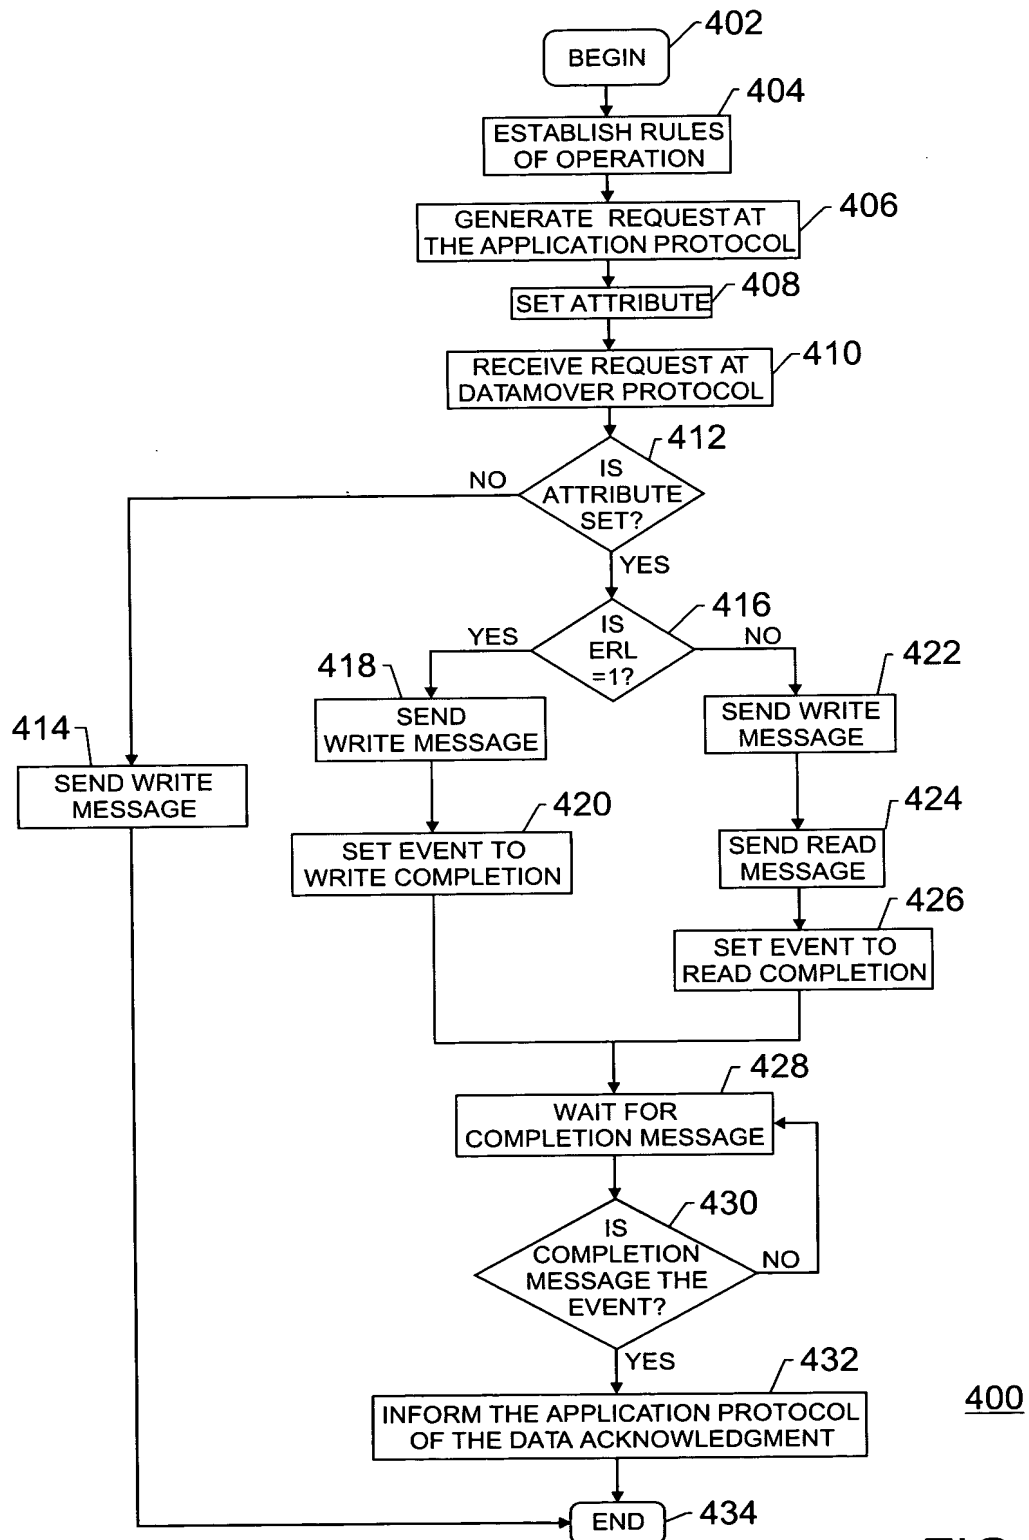 402
BEGIN
404
ESTABLISH RULES
OF OPERATION
406
GENERATE REQUEST AT
THE APPLICATION PROTOCOL
408
SET ATTRIBUTE
410
RECEIVE REQUEST AT
DATAMOVER PROTOCOL
412
IS
ATTRIBUTE
SET?
NO
YES
416
IS
ERL
=1?
YES
NO
418
SEND
WRITE MESSAGE
422
SEND WRITE
MESSAGE
414
SEND WRITE
MESSAGE
420
SET EVENT TO
WRITE COMPLETION
424
SEND READ
MESSAGE
426
SET EVENT TO
READ COMPLETION
428
WAIT FOR
COMPLETION MESSAGE
430
IS
COMPLETION
MESSAGE THE
EVENT?
NO
YES
432
INFORM THE APPLICATION PROTOCOL
OF THE DATA ACKNOWLEDGMENT
400
END
434